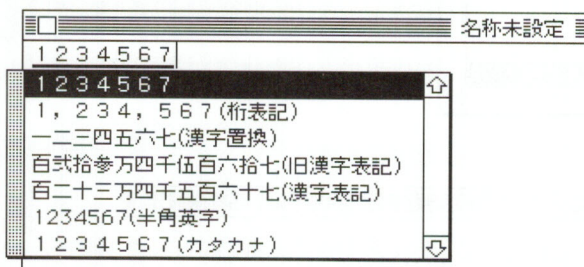 名称未設定
１２３４５６７
１２３４５６７
１，２３４，５６７(桁表記)
一二三四五六七(漢字置換)
百弐拾参万四千伍百六拾七(旧漢字表記)
百二十三万四千五百六十七(漢字表記)
1234567(半角英字)
１２３４５６７(カタカナ)